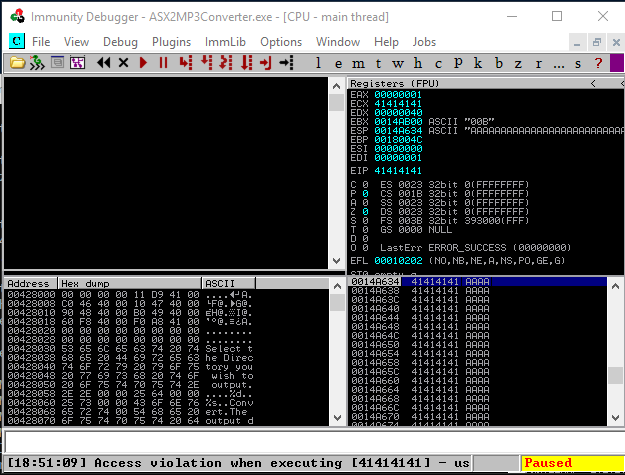 Immunity Debugger - ASX2MP3Converter.exe - [CPU - main thread]
C File View Debug Plugins ImmLib Options Window Help Jobs
l e m t w h c p k b z r ... s ?
Registers (FPU) < <
EAX 00000001
ECX 41414141
EDX 00000040
EBX 0014AB00 ASCII "00B"
ESP 0014A634 ASCII "AAAAAAAAAAAAAAAAAAAAAAAAAA
EBP 0018004C
ESI 00000000
EDI 00000001
EIP 41414141
C 0 ES 0023 32bit 0(FFFFFFFF)
P 0 CS 001B 32bit 0(FFFFFFFF)
A 0 SS 0023 32bit 0(FFFFFFFF)
Z 0 DS 0023 32bit 0(FFFFFFFF)
S 0 FS 003B 32bit 393000(FFF)
T 0 GS 0000 NULL
D 0
O 0 LastErr ERROR_SUCCESS (00000000)
EFL 00010202 (NO,NB,NE,A,NS,PO,GE,G)
ST0 empty
Address Hex dump ASCII
00428000 00 00 00 00 11 D9 41 00
00428008 C0 46 40 00 10 47 40 00
00428010 90 48 40 00 B0 49 40 00
00428018 60 F8 40 00 F0 A8 41 00
00428020 00 00 00 00 00 00 00 00 ........
00428028 00 00 00 00 00 00 00 00 ........
00428030 53 65 6C 65 63 74 20 74 Select t
00428038 68 65 20 44 69 72 65 63 he Direc
00428040 74 6F 72 79 20 79 6F 75 tory you
00428048 20 77 69 73 68 20 74 6F  wish to
00428050 20 6F 75 74 70 75 74 2E  output.
00428058 2E 2E 00 00 25 64 00 00 ....%d..
00428060 25 73 00 00 43 6F 6E 76 %s..Conv
00428068 65 72 74 00 54 68 65 20 ert.The
00428070 6F 75 74 70 75 74 20 64 output d
0014A634 41414141 AAAA
0014A638 41414141 AAAA
0014A63C 41414141 AAAA
0014A640 41414141 AAAA
0014A644 41414141 AAAA
0014A648 41414141 AAAA
0014A64C 41414141 AAAA
0014A650 41414141 AAAA
0014A654 41414141 AAAA
0014A658 41414141 AAAA
0014A65C 41414141 AAAA
0014A660 41414141 AAAA
0014A664 41414141 AAAA
0014A668 41414141 AAAA
0014A66C 41414141 AAAA
0014A670 41414141 AAAA
[18:51:09] Access violation when executing [41414141] - us
Paused